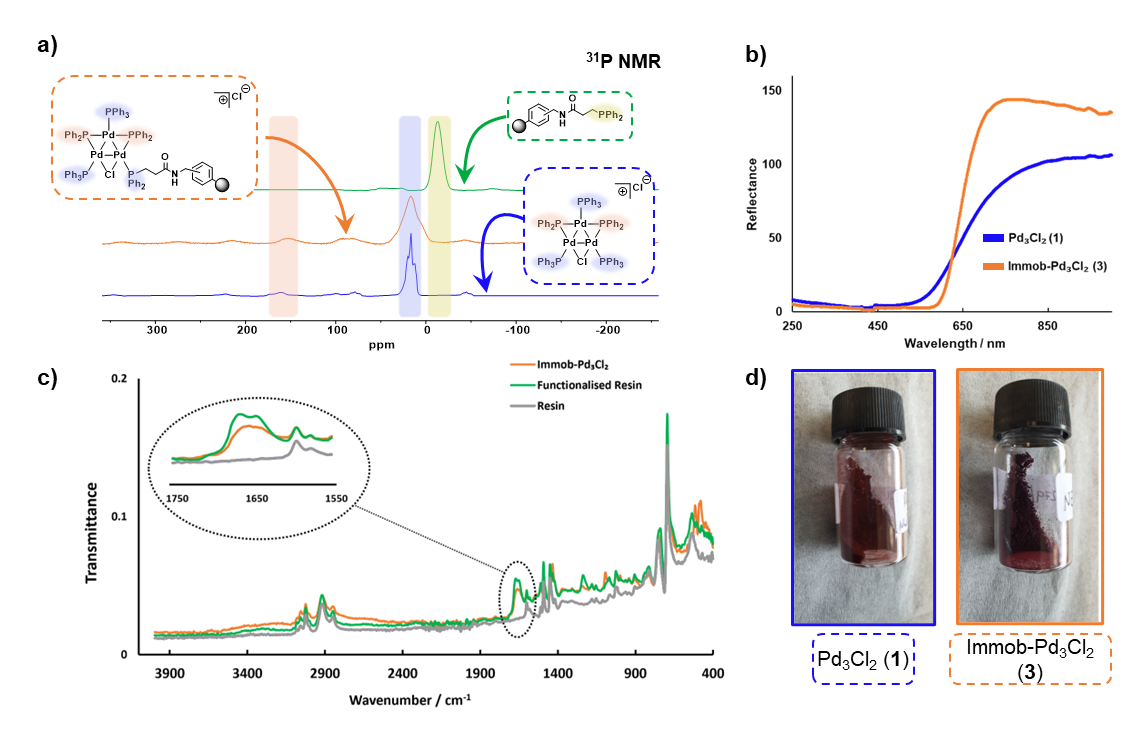 a)
31P NMR
Cl⊖
⊕
PPh3
Ph2P
Pd
PPh2
Pd
Pd
Ph3P
Cl
P
Ph2
O
N
H
O
N
H
PPh2
Cl⊖
⊕
PPh3
Ph2P
Pd
PPh2
Pd
Pd
Ph3P
Cl
PPh3
300
200
100
0
-100
-200
ppm
b)
150
100
50
0
Reflectance
Pd3Cl2 (1)
Immob-Pd3Cl2 (3)
250
450
650
850
Wavelength / nm
c)
Immob-Pd3Cl2
Functionalised Resin
Resin
0.2
0.1
0
Transmittance
1750
1650
1550
3900
3400
2900
2400
1900
1400
900
400
Wavenumber / cm-1
d)
Pd3Cl2 (1)
Immob-Pd3Cl2
(3)